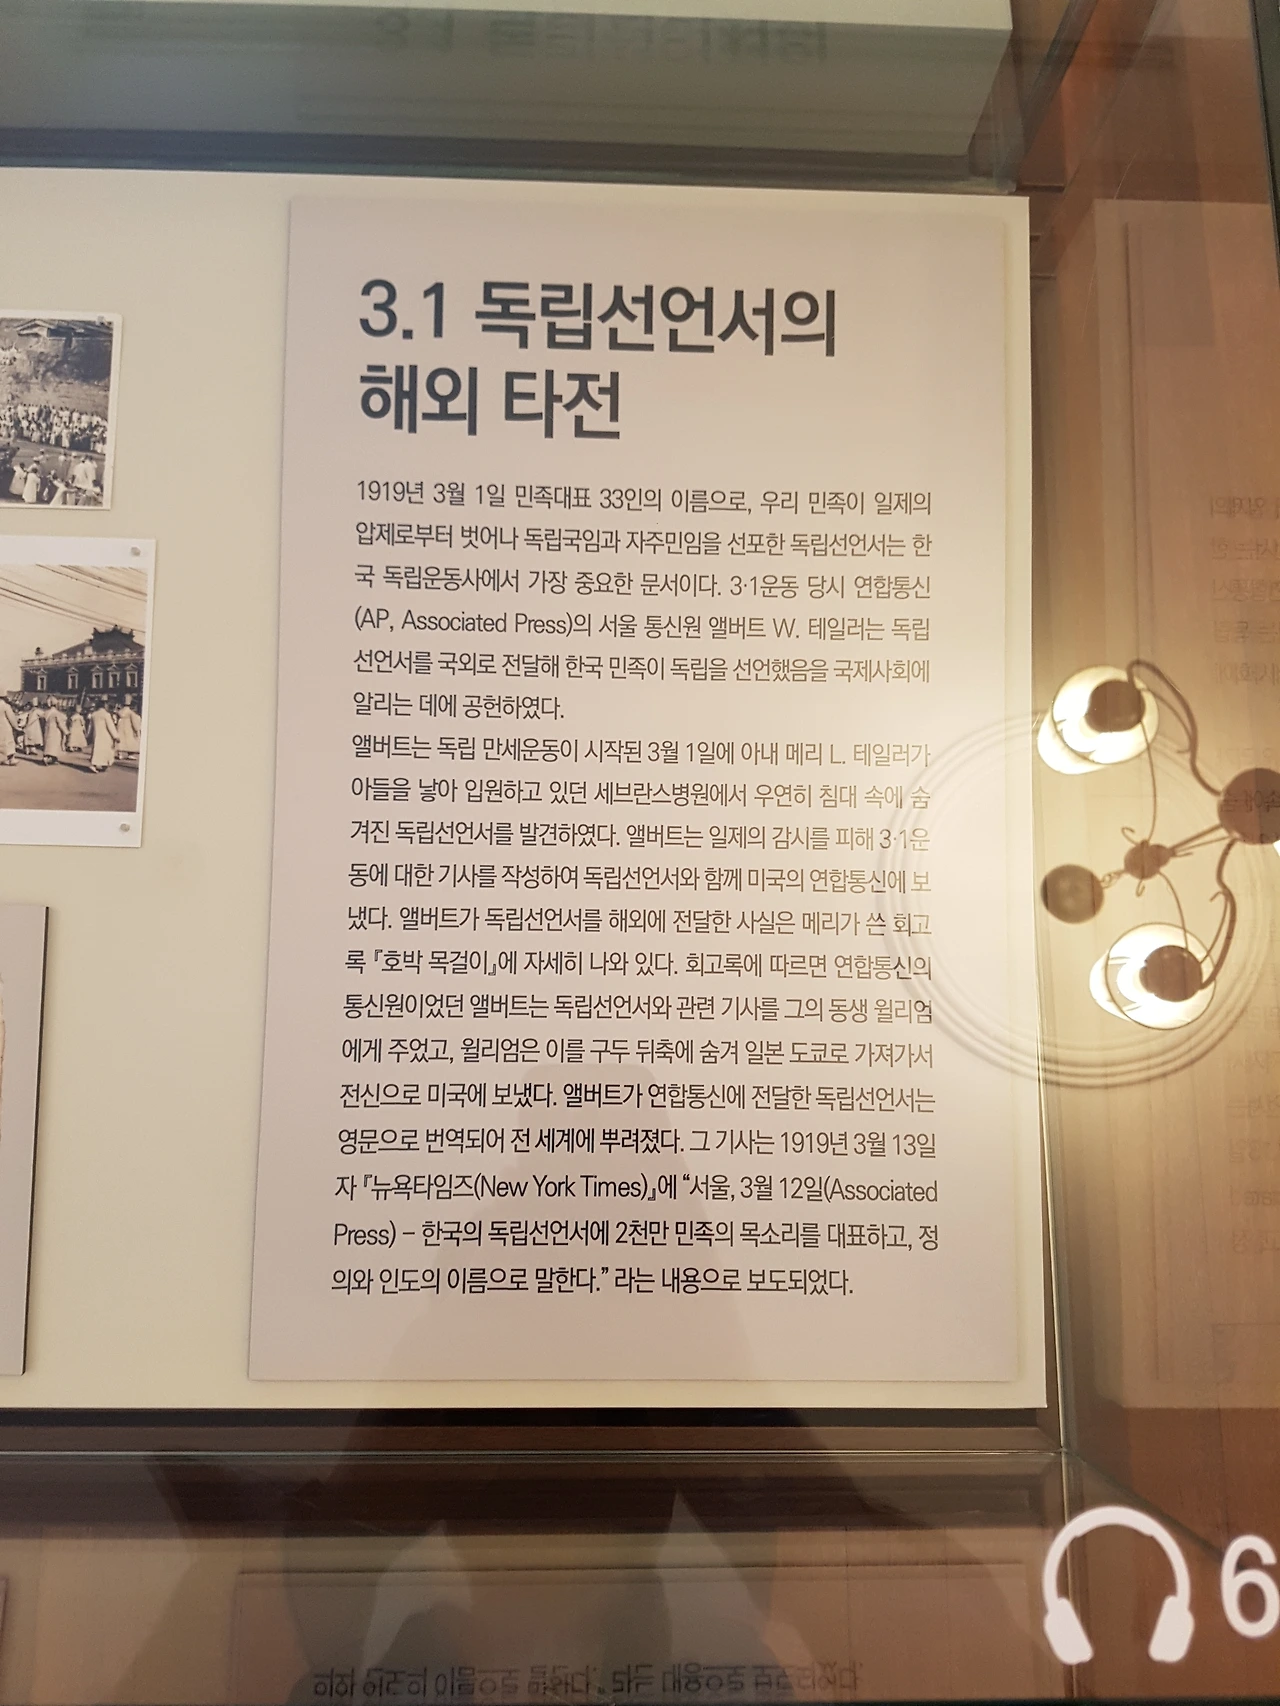 3.1 독립선언서의
해외 타전
1919년 3월 1일 민족대표 33인의 이름으로, 우리 민족이 일제의
압제로부터 벗어나 독립국임과 자주민임을 선포한 독립선언서는 한
국 독립운동사에서 가장 중요한 문서이다. 3·1운동 당시 연합통신
(AP, Associated Press)의 서울 통신원 앨버트 W. 테일러는 독립
선언서를 국외로 전달해 한국 민족이 독립을 선언했음을 국제사회에
알리는 데에 공헌하였다.
앨버트는 독립 만세운동이 시작된 3월 1일에 아내 메리 L. 테일러가
아들을 낳아 입원하고 있던 세브란스병원에서 우연히 침대 속에 숨
겨진 독립선언서를 발견하였다. 앨버트는 일제의 감시를 피해 3·1운
동에 대한 기사를 작성하여 독립선언서와 함께 미국의 연합통신에 보
냈다. 앨버트가 독립선언서를 해외에 전달한 사실은 메리가 쓴 회고
록 『호박 목걸이』에 자세히 나와 있다. 회고록에 따르면 연합통신의
통신원이었던 앨버트는 독립선언서와 관련 기사를 그의 동생 윌리엄
에게 주었고, 윌리엄은 이를 구두 뒤축에 숨겨 일본 도쿄로 가져가서
전신으로 미국에 보냈다. 앨버트가 연합통신에 전달한 독립선언서는
영문으로 번역되어 전 세계에 뿌려졌다. 그 기사는 1919년 3월 13일
자 『뉴욕타임즈(New York Times)』에 “서울, 3월 12일(Associated
Press) – 한국의 독립선언서에 2천만 민족의 목소리를 대표하고, 정
의와 인도의 이름으로 말한다.” 라는 내용으로 보도되었다.
6